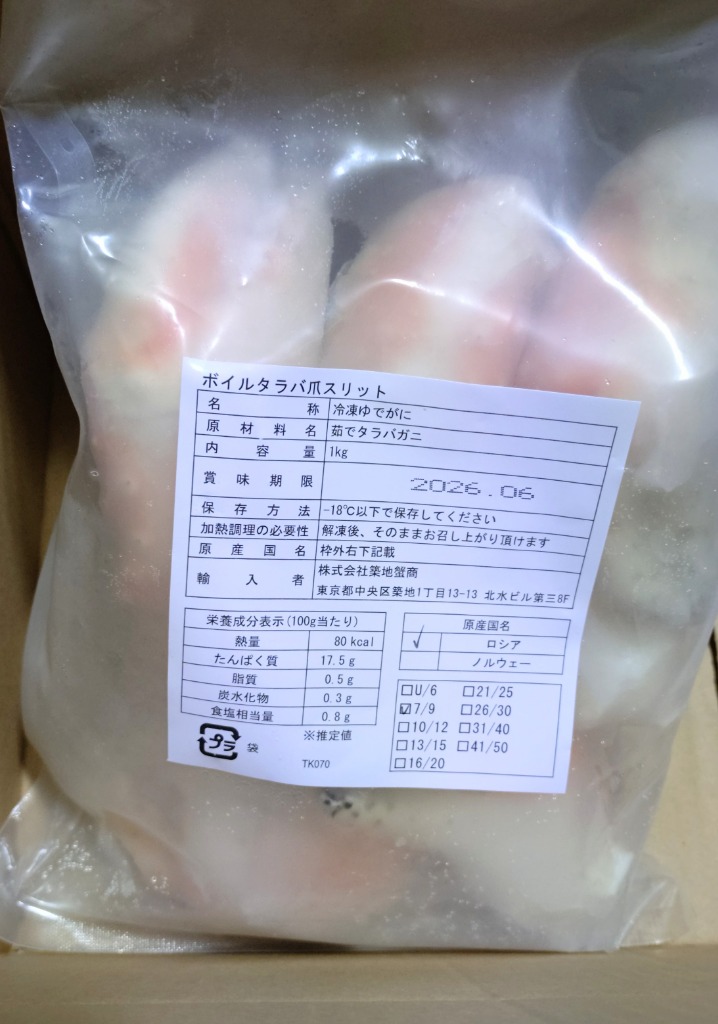 ボイルタラバ爪スリット
名称 冷凍ゆでがに
原材料名 茹でタラバガニ
内容量 1kg
賞味期限 2026.06
保存方法 -18℃以下で保存してください
加熱調理の必要性 解凍後、そのままお召し上がり頂けます
原産国名 枠外右下記載
輸入者 株式会社築地蟹商
東京都中央区築地1丁目13-13 北水ビル第三8F
栄養成分表示(100g当たり)
熱量 80kcal
たんぱく質 17.5g
脂質 0.5g
炭水化物 0.3g
食塩相当量 0.8g
※推定値
プラ 袋
TK070
原産国名
✓ ロシア
ノルウェー
□U/6 □21/25
☑7/9 □26/30
□10/12 □31/40
□13/15 □41/50
□16/20